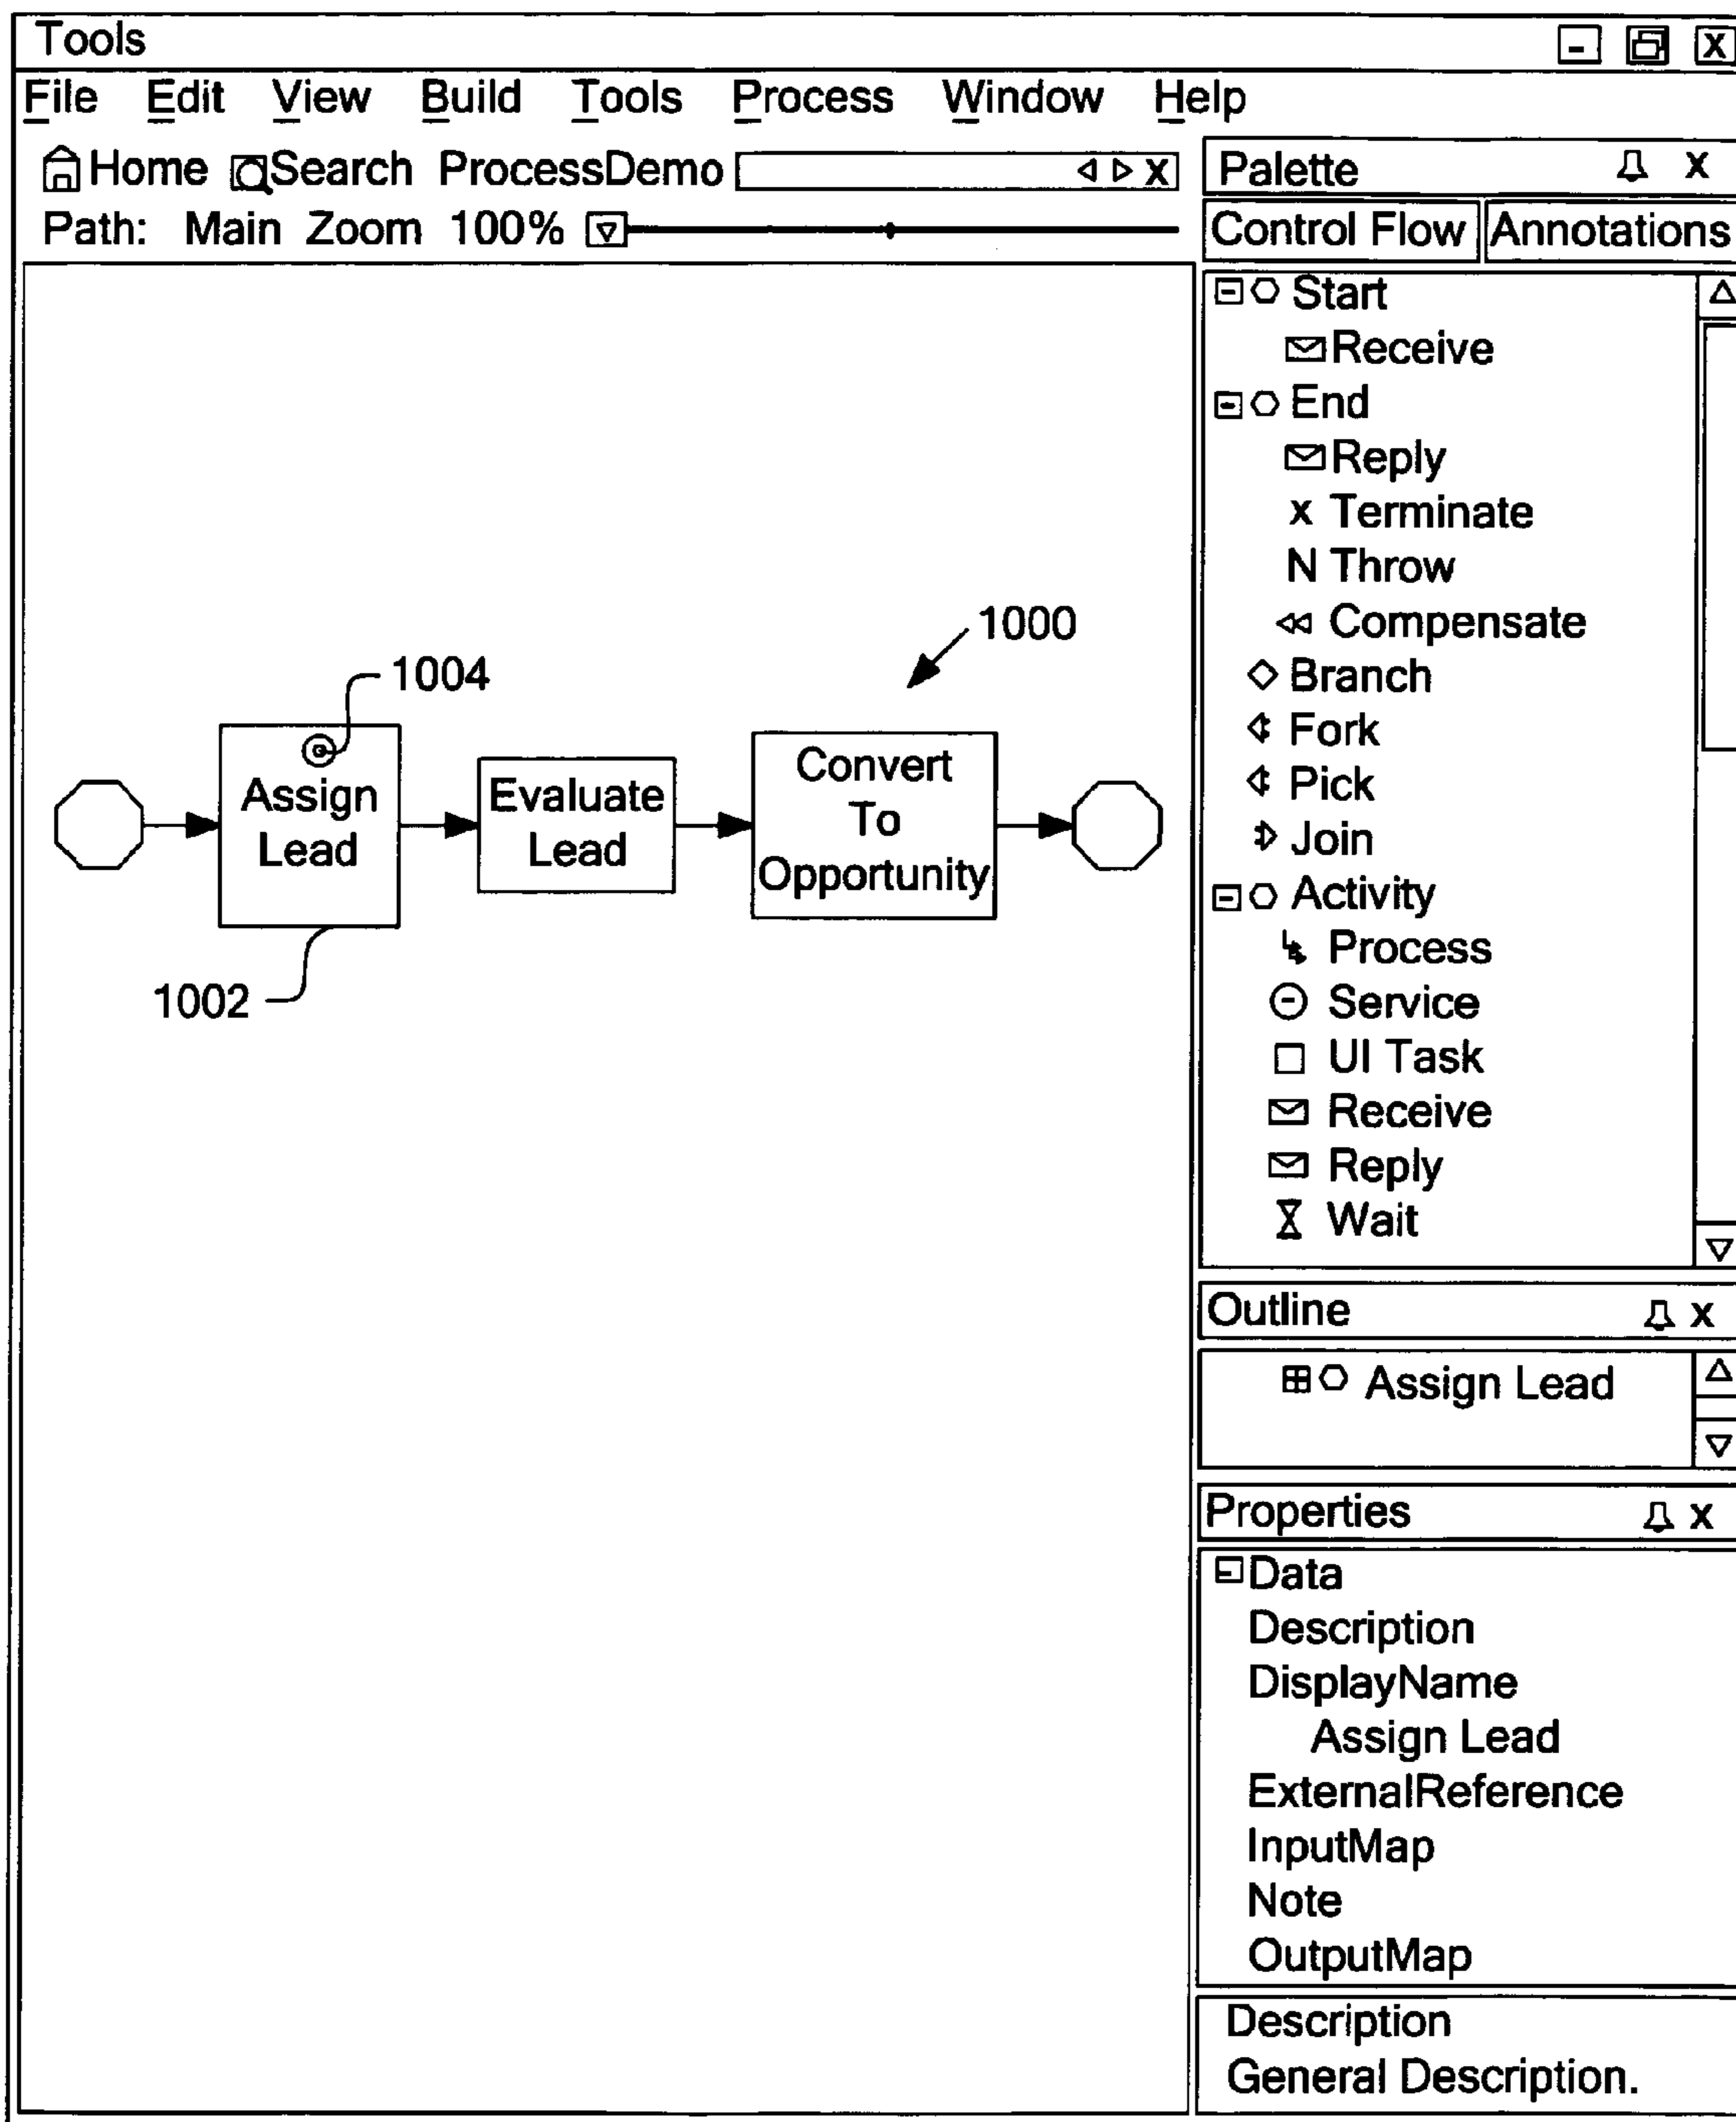 Tools
File Edit View Build Tools Process Window Help
Home Search ProcessDemo
Path: Main Zoom 100%
1000
1004
Assign
Lead
Evaluate
Lead
Convert
To
Opportunity
1002
Palette
Control Flow Annotations
Start
Receive
End
Reply
x Terminate
N Throw
Compensate
Branch
Fork
Pick
Join
Activity
Process
Service
UI Task
Receive
Reply
Wait
Outline X
Assign Lead
Properties X
Data
Description
DisplayName
Assign Lead
ExternalReference
InputMap
Note
OutputMap
Description
General Description.